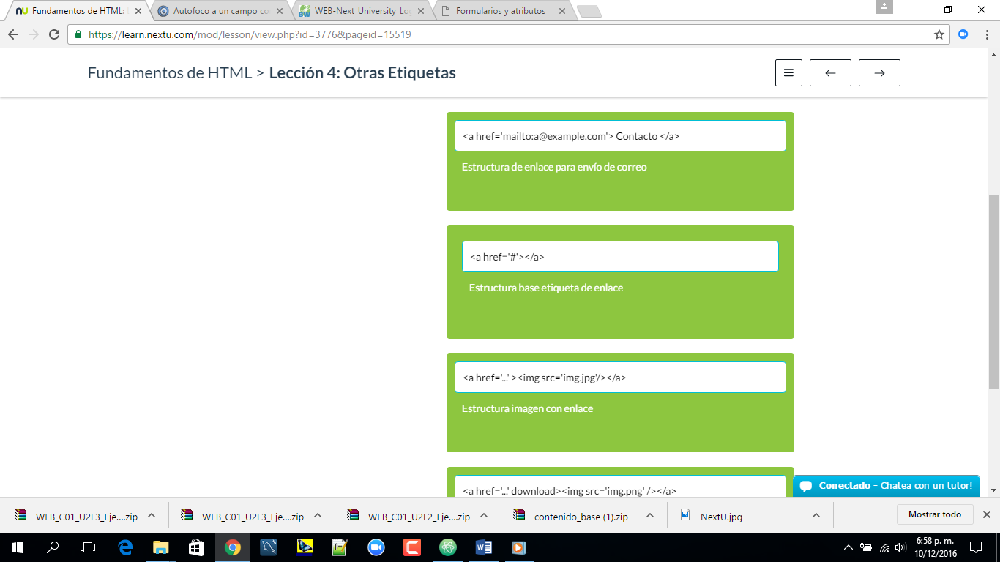 Fundamentos de HTML:
Autofoco a un campo co
WEB-Next_University_Lo
Formularios y atributos
https://learn.nextu.com/mod/lesson/view.php?id=3776&pageid=15519
Fundamentos de HTML > Lección 4: Otras Etiquetas
<a href='mailto:a@example.com'> Contacto </a>
Estructura de enlace para envío de correo
<a href='#'></a>
Estructura base etiqueta de enlace
<a href='...' ><img src='img.jpg'/></a>
Estructura imagen con enlace
<a href='...' download><img src='img.png' /></a>
Conectado - Chatea con un tutor!
WEB_C01_U2L3_Eje....zip
WEB_C01_U2L3_Eje....zip
WEB_C01_U2L2_Eje....zip
contenido_base (1).zip
NextU.jpg
Mostrar todo
6:58 p. m.
10/12/2016